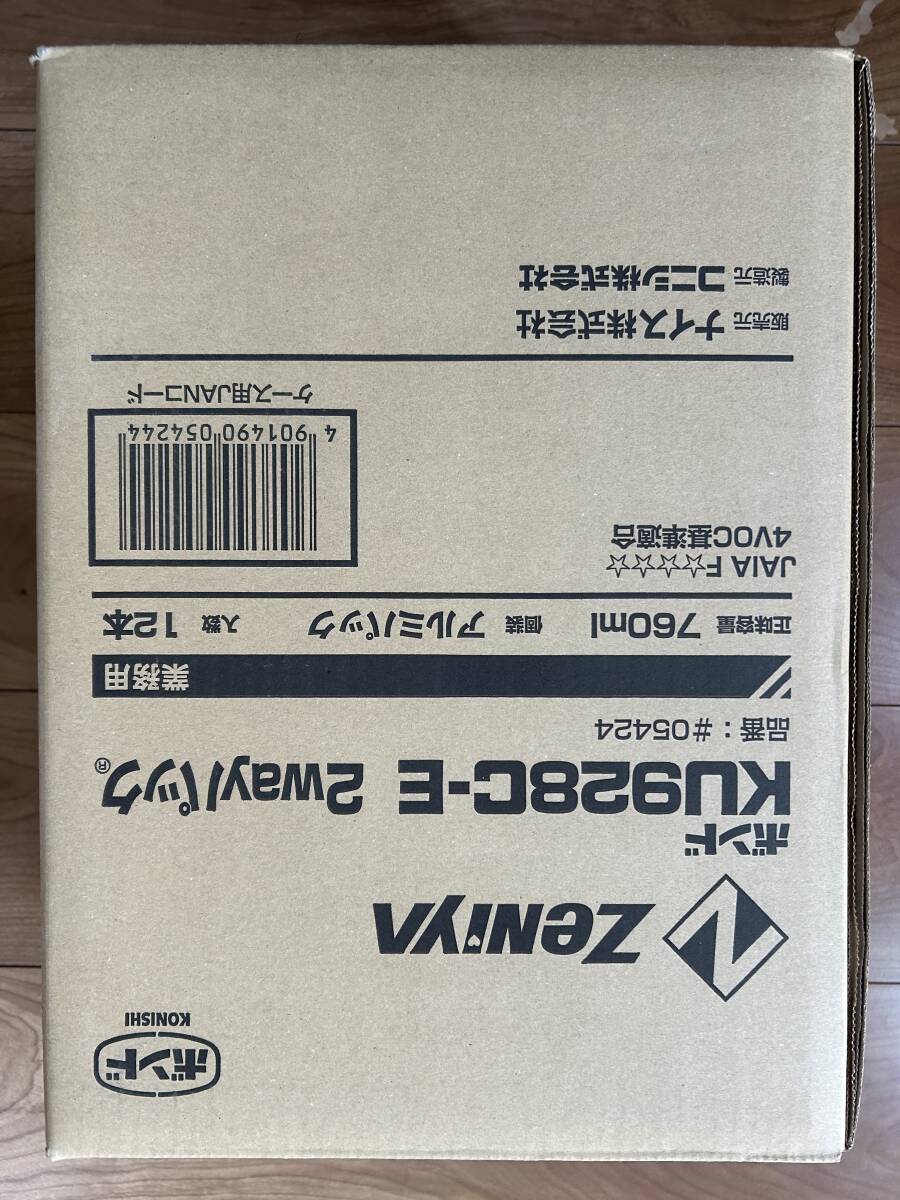 ボンド
KONISHI
ZENiYA
ボンド
KU928C-E 2wayパック®
品番：#05424
業務用
正味容量 760ml 個装 アルミパック 入数 12本
JAIA F☆☆☆☆
4VOC基準適合
4 901490 054244
ケース用JANコード
販売元 ナイス株式会社
製造元 コニシ株式会社